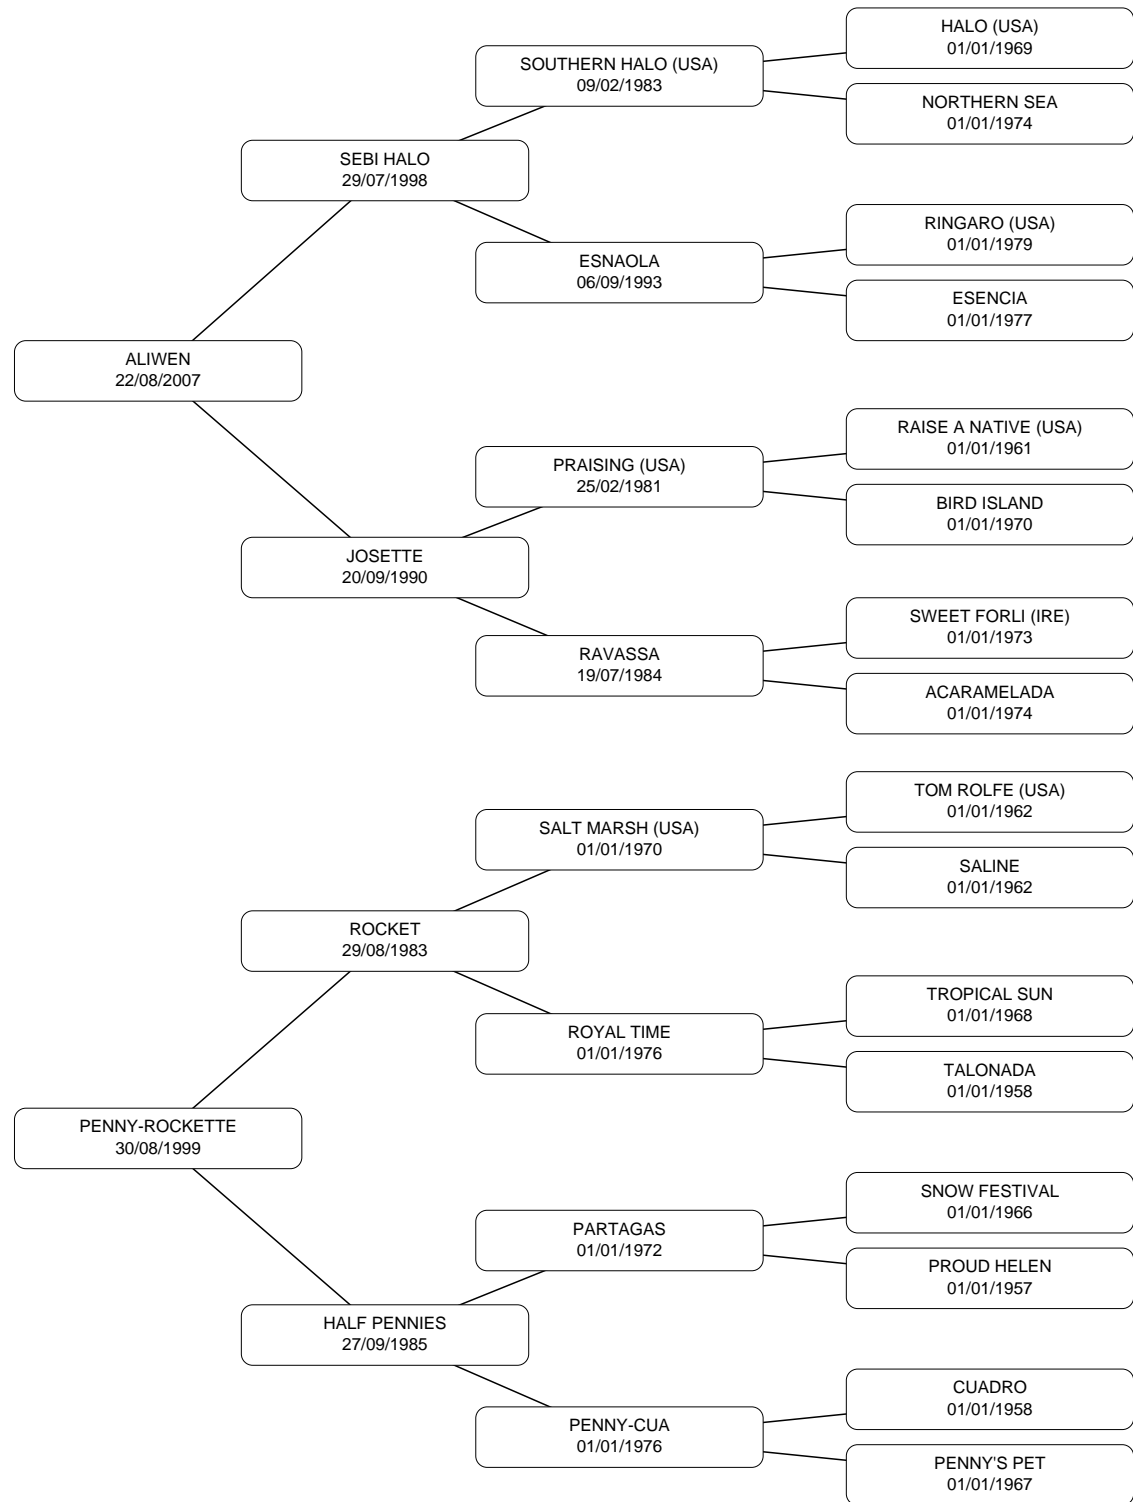 HALO (USA)
01/01/1969
SOUTHERN HALO (USA)
09/02/1983
NORTHERN SEA
01/01/1974
SEBI HALO
29/07/1998
RINGARO (USA)
01/01/1979
ESNAOLA
06/09/1993
ESENCIA
01/01/1977
ALIWEN
22/08/2007
RAISE A NATIVE (USA)
01/01/1961
PRAISING (USA)
25/02/1981
BIRD ISLAND
01/01/1970
JOSETTE
20/09/1990
SWEET FORLI (IRE)
01/01/1973
RAVASSA
19/07/1984
ACARAMELADA
01/01/1974
TOM ROLFE (USA)
01/01/1962
SALT MARSH (USA)
01/01/1970
SALINE
01/01/1962
ROCKET
29/08/1983
TROPICAL SUN
01/01/1968
ROYAL TIME
01/01/1976
TALONADA
01/01/1958
PENNY-ROCKETTE
30/08/1999
SNOW FESTIVAL
01/01/1966
PARTAGAS
01/01/1972
PROUD HELEN
01/01/1957
HALF PENNIES
27/09/1985
CUADRO
01/01/1958
PENNY-CUA
01/01/1976
PENNY'S PET
01/01/1967